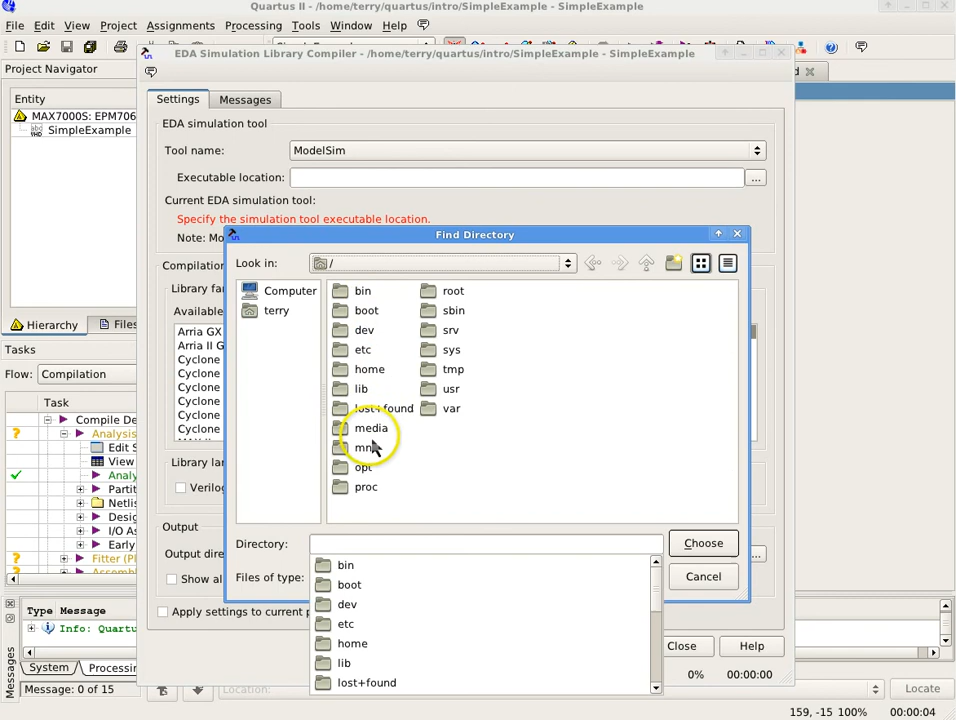 Quartus II - /home/terry/quartus/intro/SimpleExample - SimpleExample
File Edit View Project Assignments Processing Tools Window Help
EDA Simulation Library Compiler - /home/terry/quartus/intro/SimpleExample - SimpleExample
Project Navigator
Entity
MAX7000S: EPM706
SimpleExample
Hierarchy Files
Tasks
Flow: Compilation
Task
Compile De
Analysis
Edit S
View
Analy
Partit
Netlis
Desig
I/O As
Early
Fitter (Pl
Settings Messages
EDA simulation tool
Tool name: ModelSim
Executable location: ...
Current EDA simulation tool:
Specify the simulation tool executable location.
Note: Mo
Compilation
Library fam
Available
Arria GX
Arria II G
Cyclone
Cyclone
Cyclone
Cyclone
Cyclone
Cyclone
Library lan
Verilog
Output
Output dire ...
Show al
Apply settings to current p
Close Help
0% 00:00:00
Find Directory
Look in: /
Computer
terry
bin root
boot sbin
dev srv
etc sys
home tmp
lib usr
lost+found var
media
mnt
opt
proc
Directory: Choose
Files of type: Cancel
bin
boot
dev
etc
home
lib
lost+found
Type Message
Info: Quartu
System Processing
Messages
Message: 0 of 15 Location: Locate
159, -15 100% 00:00:04